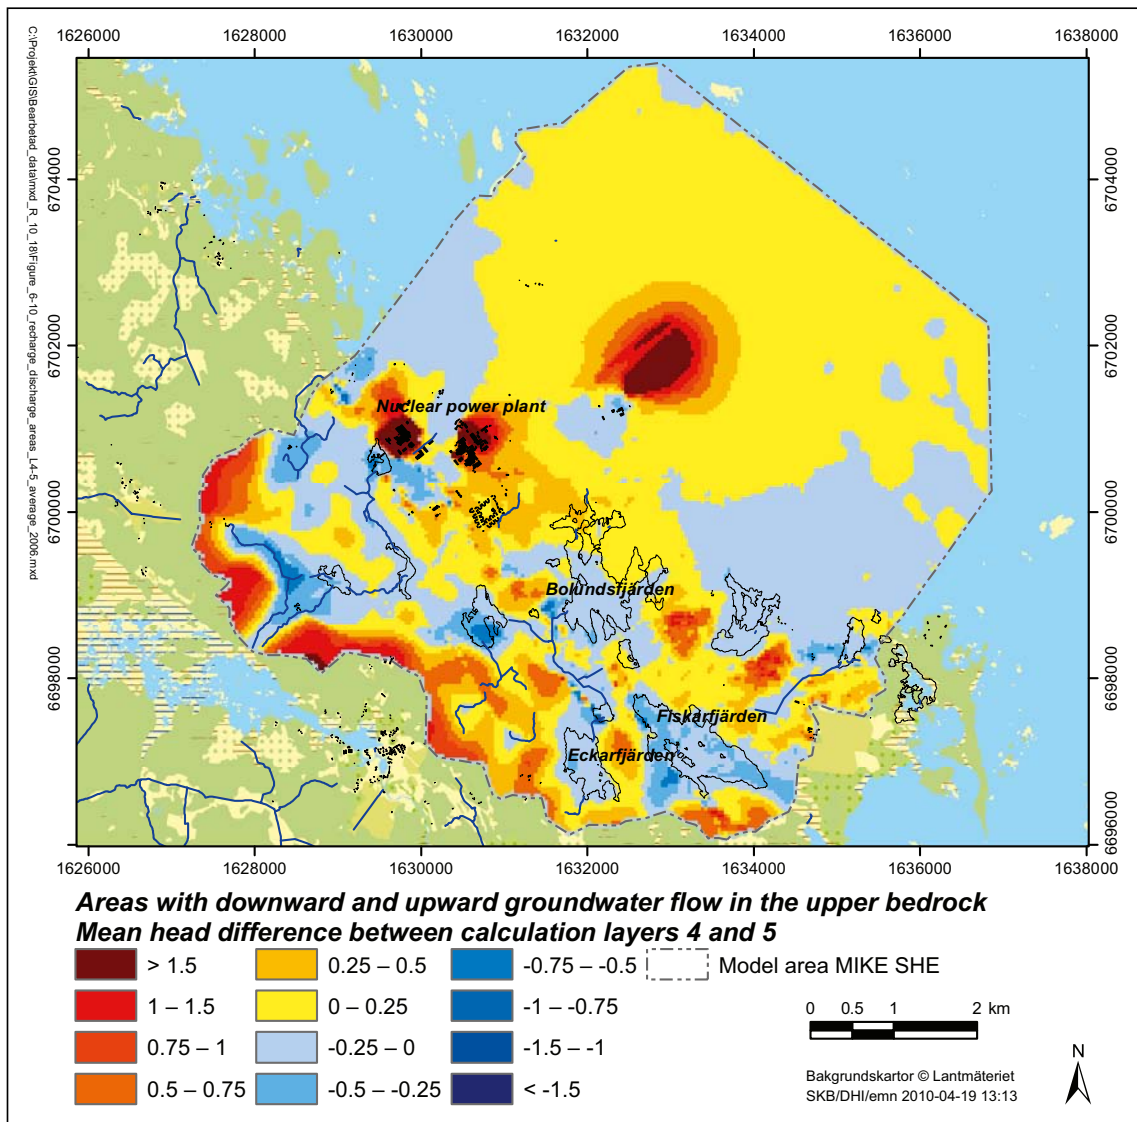 1626000 1628000 1630000 1632000 1634000 1636000 1638000
C:\Projekt\GIS\Bearbetad_data\mxd_R_10_18\Figure_6-10_recharge_discharge_areas_L4-5_average_2006.mxd
6704000 6704000
6702000 6702000
Nuclear power plant
6700000 6700000
Bolundsfjärden
6698000 6698000
Fiskarfjärden
Eckarfjärden
6696000
1626000 1628000 1630000 1632000 1634000 1636000 1638000
Areas with downward and upward groundwater flow in the upper bedrock
Mean head difference between calculation layers 4 and 5
> 1.5 0.25 – 0.5 -0.75 – -0.5 Model area MIKE SHE
1 – 1.5 0 – 0.25 -1 – -0.75
0.75 – 1 -0.25 – 0 -1.5 – -1
0.5 – 0.75 -0.5 – -0.25 < -1.5
0 0.5 1 2 km
N
Bakgrundskartor © Lantmäteriet
SKB/DHI/emn 2010-04-19 13:13